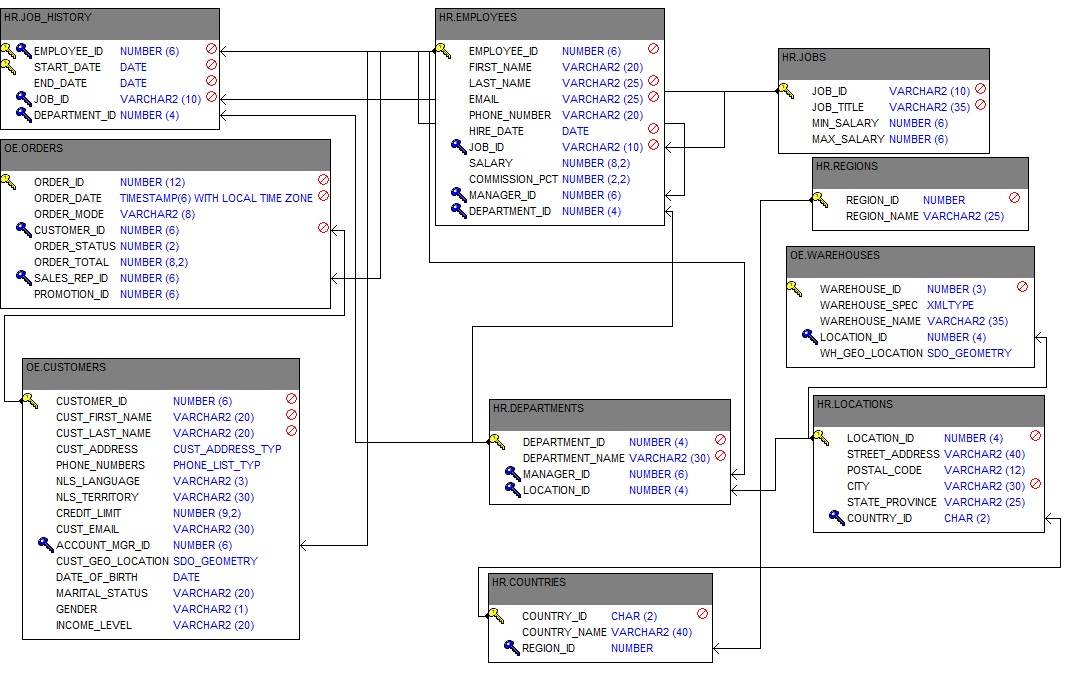 HR.JOB_HISTORY
EMPLOYEE_ID NUMBER (6)
START_DATE DATE
END_DATE DATE
JOB_ID VARCHAR2 (10)
DEPARTMENT_ID NUMBER (4)
HR.EMPLOYEES
EMPLOYEE_ID NUMBER (6)
FIRST_NAME VARCHAR2 (20)
LAST_NAME VARCHAR2 (25)
EMAIL VARCHAR2 (25)
PHONE_NUMBER VARCHAR2 (20)
HIRE_DATE DATE
JOB_ID VARCHAR2 (10)
SALARY NUMBER (8,2)
COMMISSION_PCT NUMBER (2,2)
MANAGER_ID NUMBER (6)
DEPARTMENT_ID NUMBER (4)
HR.JOBS
JOB_ID VARCHAR2 (10)
JOB_TITLE VARCHAR2 (35)
MIN_SALARY NUMBER (6)
MAX_SALARY NUMBER (6)
OE.ORDERS
ORDER_ID NUMBER (12)
ORDER_DATE TIMESTAMP(6) WITH LOCAL TIME ZONE
ORDER_MODE VARCHAR2 (8)
CUSTOMER_ID NUMBER (6)
ORDER_STATUS NUMBER (2)
ORDER_TOTAL NUMBER (8,2)
SALES_REP_ID NUMBER (6)
PROMOTION_ID NUMBER (6)
HR.REGIONS
REGION_ID NUMBER
REGION_NAME VARCHAR2 (25)
OE.WAREHOUSES
WAREHOUSE_ID NUMBER (3)
WAREHOUSE_SPEC XMLTYPE
WAREHOUSE_NAME VARCHAR2 (35)
LOCATION_ID NUMBER (4)
WH_GEO_LOCATION SDO_GEOMETRY
OE.CUSTOMERS
CUSTOMER_ID NUMBER (6)
CUST_FIRST_NAME VARCHAR2 (20)
CUST_LAST_NAME VARCHAR2 (20)
CUST_ADDRESS CUST_ADDRESS_TYP
PHONE_NUMBERS PHONE_LIST_TYP
NLS_LANGUAGE VARCHAR2 (3)
NLS_TERRITORY VARCHAR2 (30)
CREDIT_LIMIT NUMBER (9,2)
CUST_EMAIL VARCHAR2 (30)
ACCOUNT_MGR_ID NUMBER (6)
CUST_GEO_LOCATION SDO_GEOMETRY
DATE_OF_BIRTH DATE
MARITAL_STATUS VARCHAR2 (20)
GENDER VARCHAR2 (1)
INCOME_LEVEL VARCHAR2 (20)
HR.DEPARTMENTS
DEPARTMENT_ID NUMBER (4)
DEPARTMENT_NAME VARCHAR2 (30)
MANAGER_ID NUMBER (6)
LOCATION_ID NUMBER (4)
HR.LOCATIONS
LOCATION_ID NUMBER (4)
STREET_ADDRESS VARCHAR2 (40)
POSTAL_CODE VARCHAR2 (12)
CITY VARCHAR2 (30)
STATE_PROVINCE VARCHAR2 (25)
COUNTRY_ID CHAR (2)
HR.COUNTRIES
COUNTRY_ID CHAR (2)
COUNTRY_NAME VARCHAR2 (40)
REGION_ID NUMBER